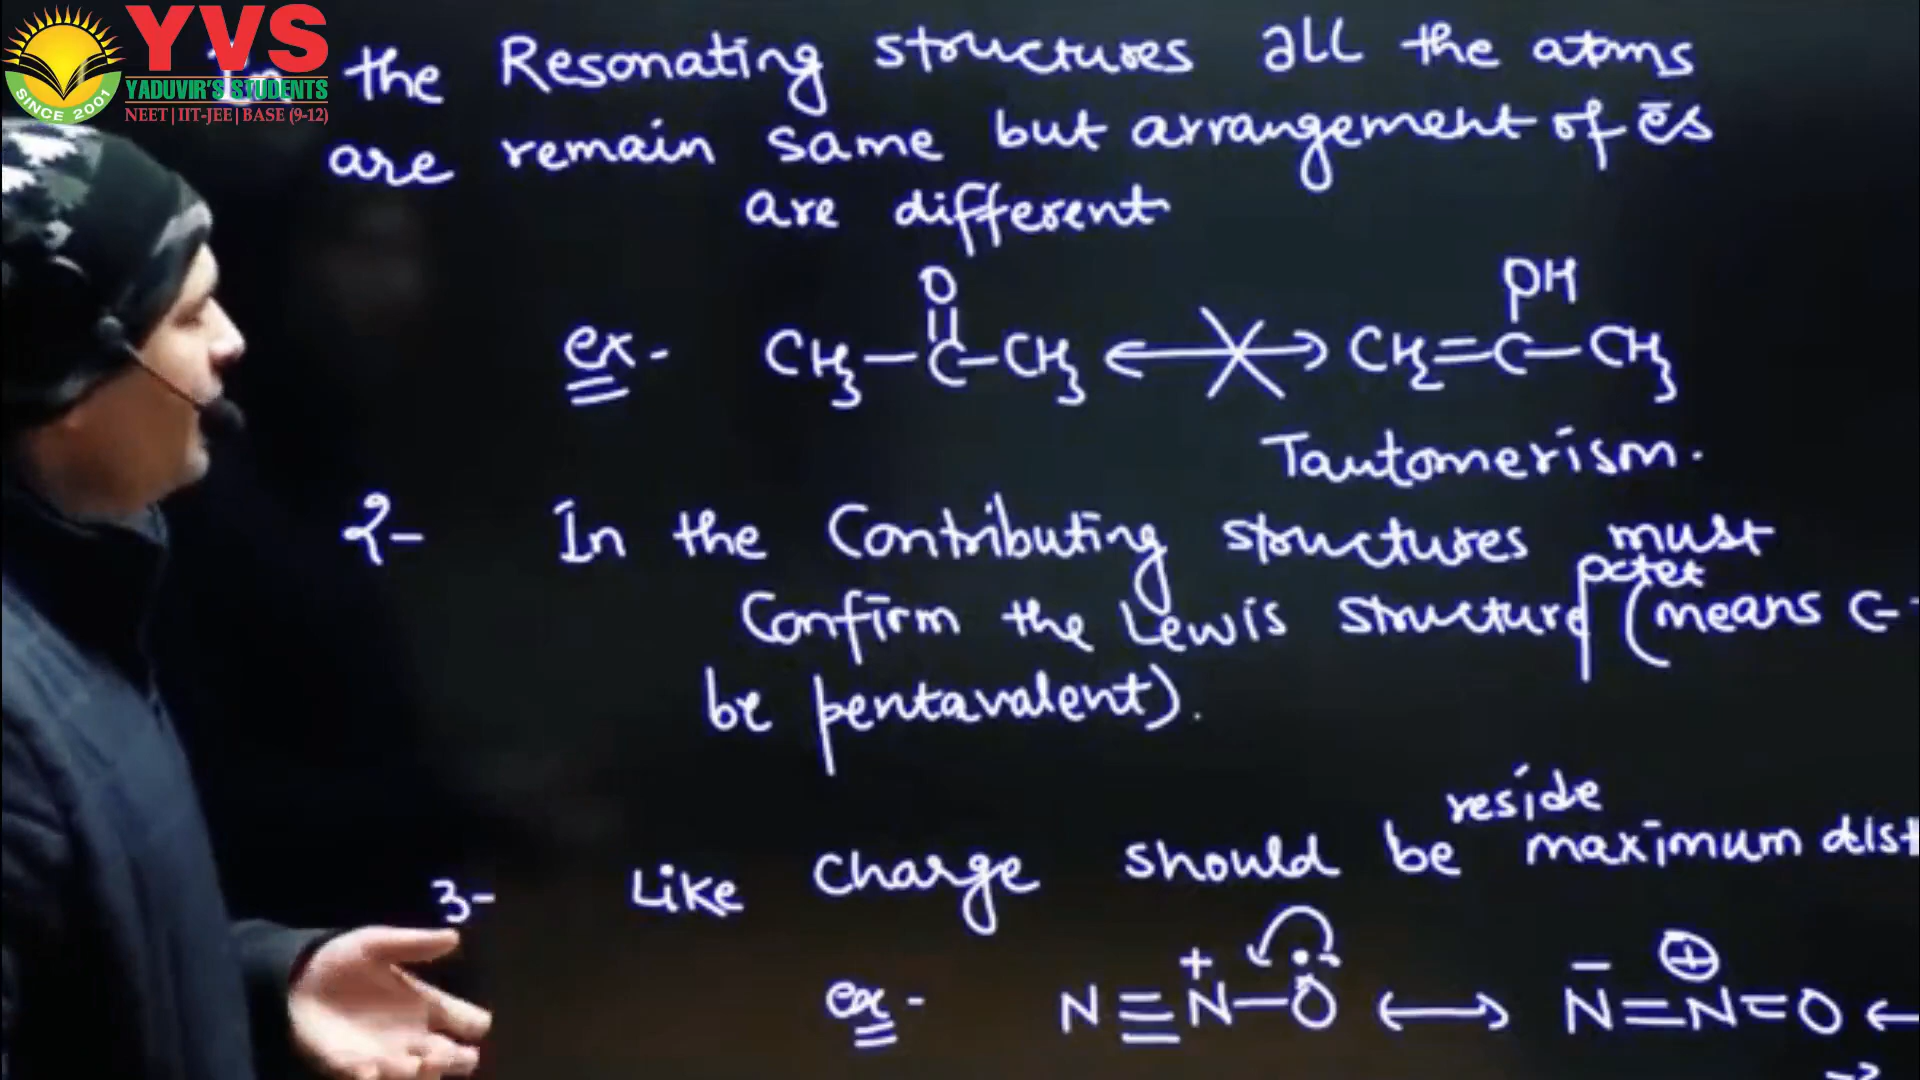 YVS
YADUVIR'S STUDENTS
NEET | IIT-JEE | BASE (9-12)
SINCE 2001
In the Resonating structures all the atoms
are remain same but arrangement of ēs
are different
ex- CH₃-C(=O)-CH₃ ↔ CH₂=C(OH)-CH₃
Tautomerism.
2- In the Contributing structures must
octet
Confirm the Lewis structure (means C-
be pentavalent).
reside
3- Like charge should be maximum dist
ex- N≡N⁺-O ↔ N⁻=N⊕=O ←